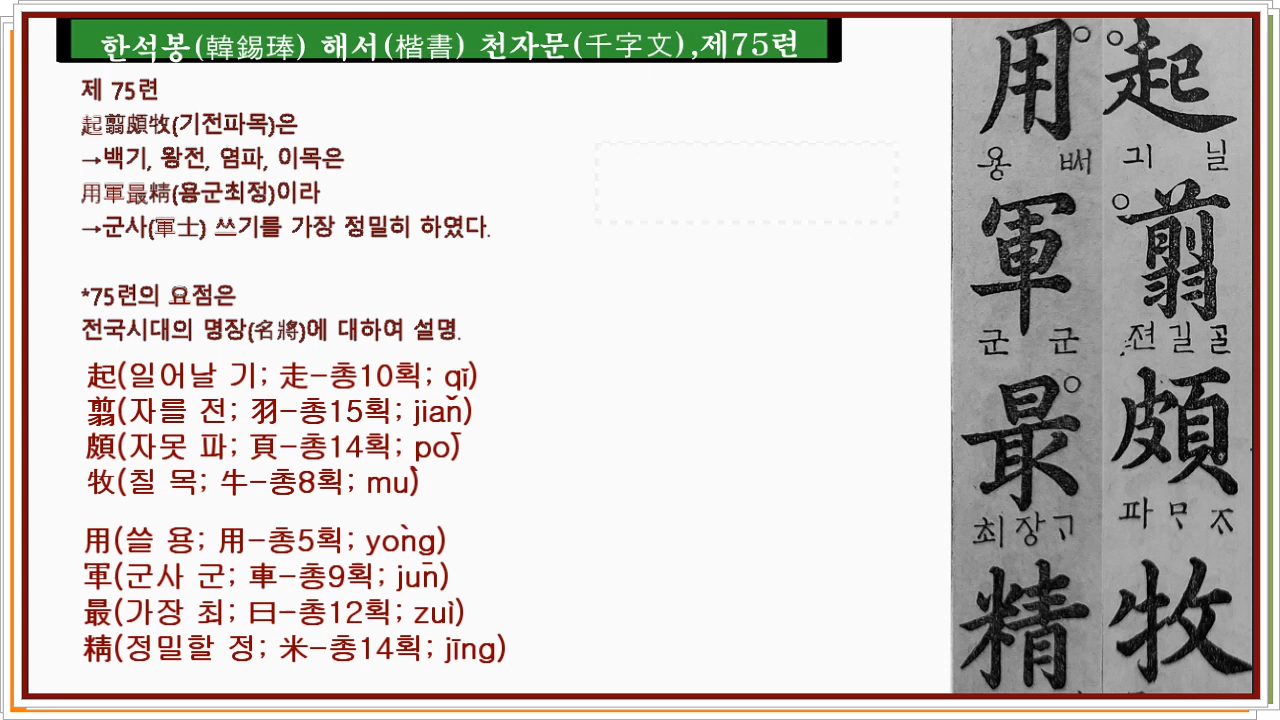 한석봉(韓錫琫) 해서(楷書) 천자문(千字文),제75련
제 75련
起翦頗牧(기전파목)은
→백기, 왕전, 염파, 이목은
用軍最精(용군최정)이라
→군사(軍士) 쓰기를 가장 정밀히 하였다.
*75련의 요점은
전국시대의 명장(名將)에 대하여 설명.
起(일어날 기; 走-총10획; qǐ)
翦(자를 전; 羽-총15획; jiǎn)
頗(자못 파; 頁-총14획; pō)
牧(칠 목; 牛-총8획; mù)
用(쓸 용; 用-총5획; yòng)
軍(군사 군; 車-총9획; jūn)
最(가장 최; 曰-총12획; zuì)
精(정밀할 정; 米-총14획; jīng)
起
닐 긔
翦
골 길 젼
頗
파
牧
用
용
軍
군 군
最
장 최
精